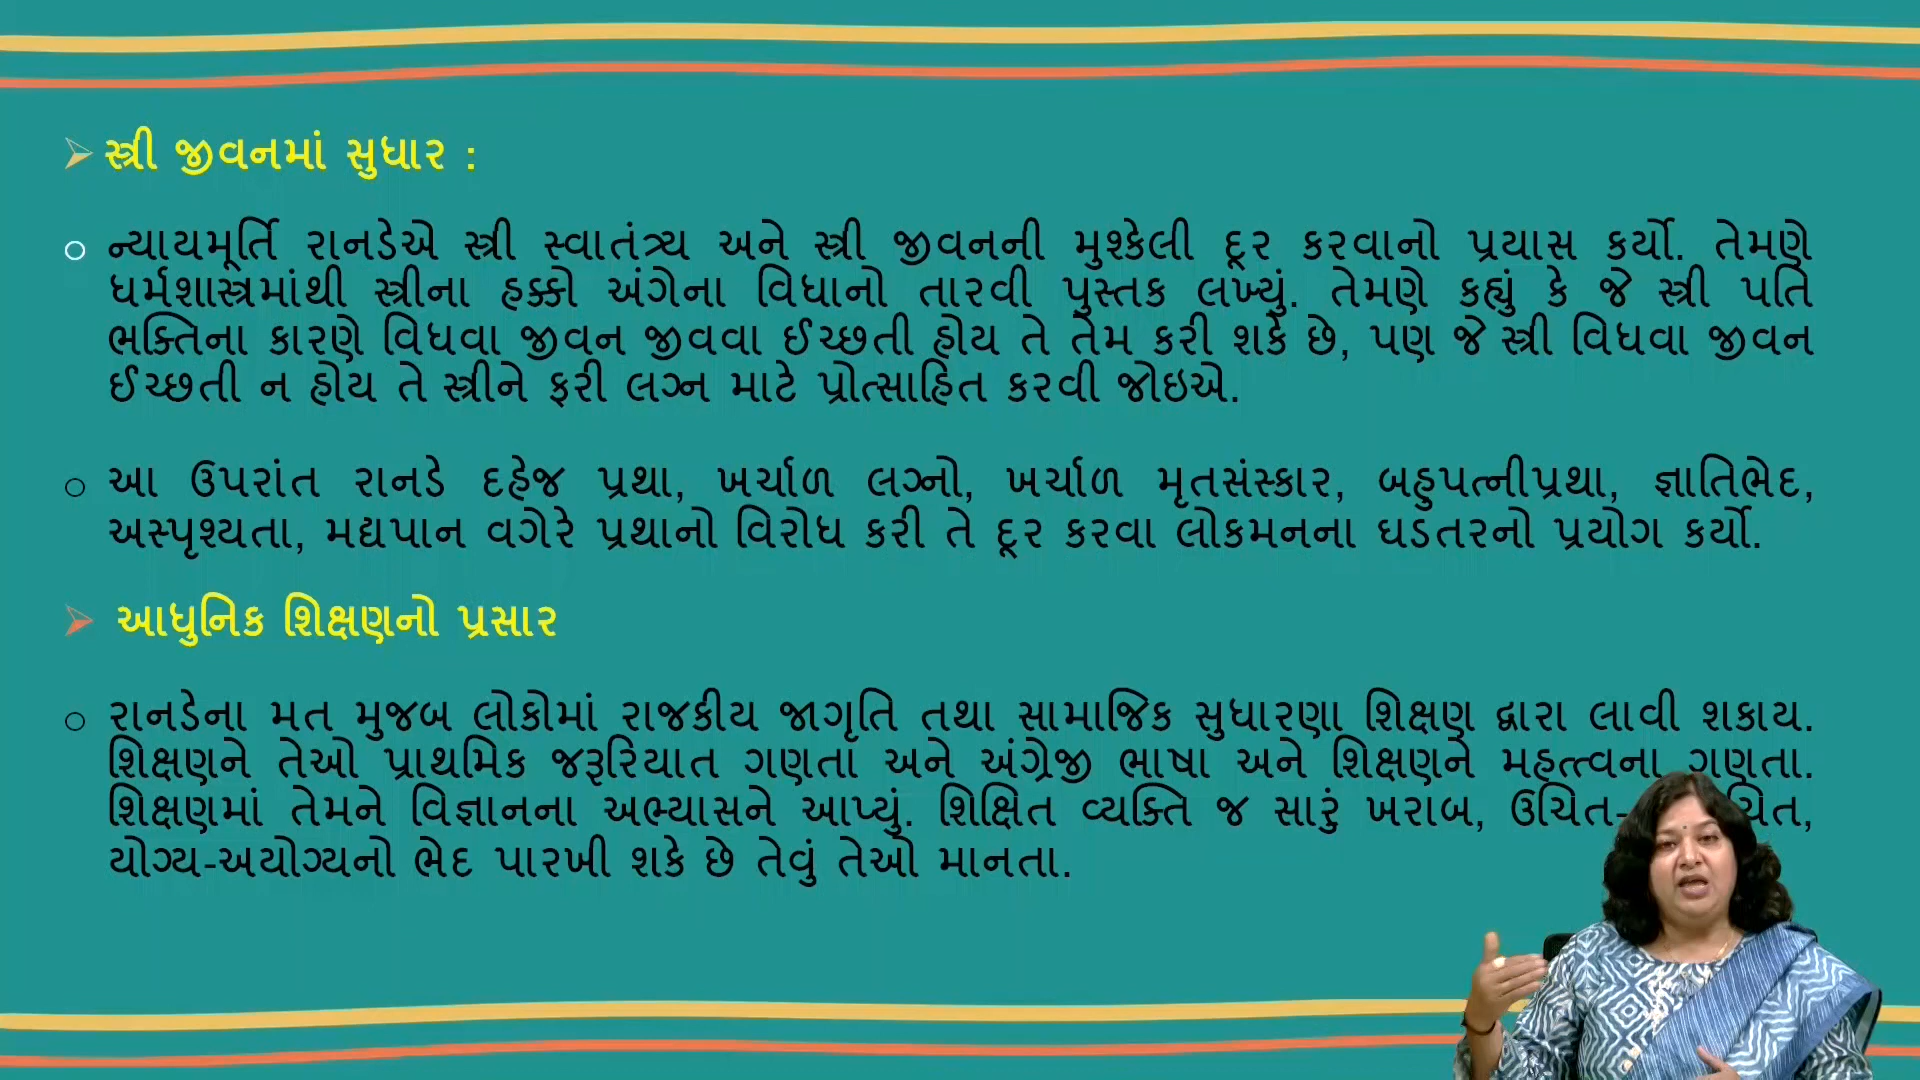 સ્ત્રી જીવનમાં સુધાર :
ન્યાયમૂર્તિ રાનડેએ સ્ત્રી સ્વાતંત્ર્ય અને સ્ત્રી જીવનની મુશ્કેલી દૂર કરવાનો પ્રયાસ કર્યો. તેમણે
ધર્મશાસ્ત્રમાંથી સ્ત્રીના હક્કો અંગેના વિધાનો તારવી પુસ્તક લખ્યું. તેમણે કહ્યું કે જે સ્ત્રી પતિ
ભક્તિના કારણે વિધવા જીવન જીવવા ઈચ્છતી હોય તે તેમ કરી શકે છે, પણ જે સ્ત્રી વિધવા જીવન
ઈચ્છતી ન હોય તે સ્ત્રીને ફરી લગ્ન માટે પ્રોત્સાહિત કરવી જોઇએ.
આ ઉપરાંત રાનડે દહેજ પ્રથા, ખર્ચાળ લગ્નો, ખર્ચાળ મૃતસંસ્કાર, બહુપત્નીપ્રથા, જ્ઞાતિભેદ,
અસ્પૃશ્યતા, મદ્યપાન વગેરે પ્રથાનો વિરોધ કરી તે દૂર કરવા લોકમનના ઘડતરનો પ્રયોગ કર્યો.
આધુનિક શિક્ષણનો પ્રસાર
રાનડેના મત મુજબ લોકોમાં રાજકીય જાગૃતિ તથા સામાજિક સુધારણા શિક્ષણ દ્વારા લાવી શકાય.
શિક્ષણને તેઓ પ્રાથમિક જરૂરિયાત ગણતા અને અંગ્રેજી ભાષા અને શિક્ષણને મહત્ત્વના ગણતા.
શિક્ષણમાં તેમને વિજ્ઞાનના અભ્યાસને આપ્યું. શિક્ષિત વ્યક્તિ જ સારું ખરાબ, ઉચિત-
યોગ્ય-અયોગ્યનો ભેદ પારખી શકે છે તેવું તેઓ માનતા.